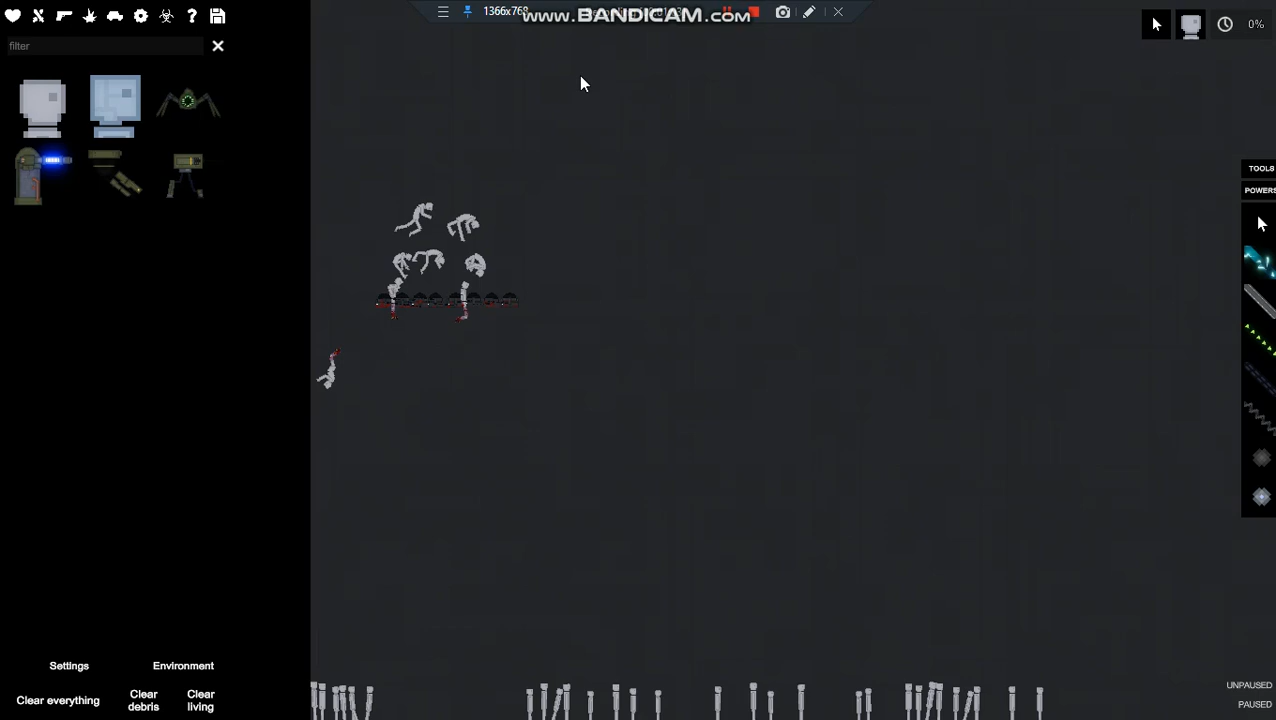 1366x768
www.BANDICAM.com
0%
filter
TOOLS
POWERS
Settings
Environment
Clear everything
Clear debris
Clear living
UNPAUSED
PAUSED